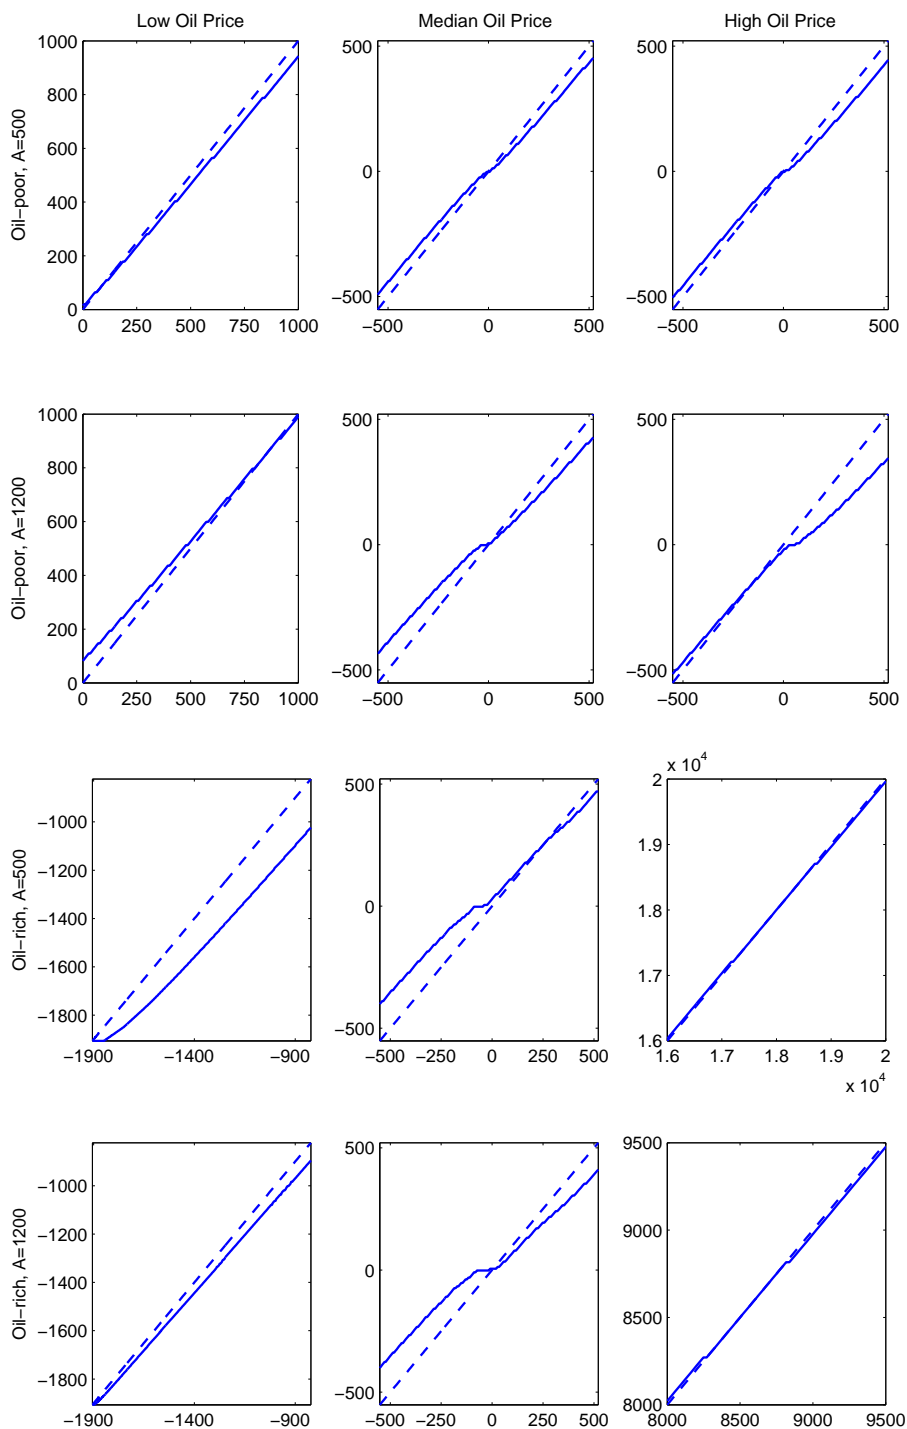 Low Oil Price
Median Oil Price
High Oil Price
Oil−poor, A=500
1000
800
600
400
200
0
0 250 500 750 1000
500
0
−500
−500 0 500
500
0
−500
−500 0 500
Oil−poor, A=1200
1000
800
600
400
200
0
0 250 500 750 1000
500
0
−500
−500 0 500
500
0
−500
−500 0 500
Oil−rich, A=500
−1000
−1200
−1400
−1600
−1800
−1900 −1400 −900
500
0
−500
−500 −250 0 250 500
x 10⁴
2
1.9
1.8
1.7
1.6
1.6 1.7 1.8 1.9 2
x 10⁴
Oil−rich, A=1200
−1000
−1200
−1400
−1600
−1800
−1900 −1400 −900
500
0
−500
−500 −250 0 250 500
9500
9000
8500
8000
8000 8500 9000 9500